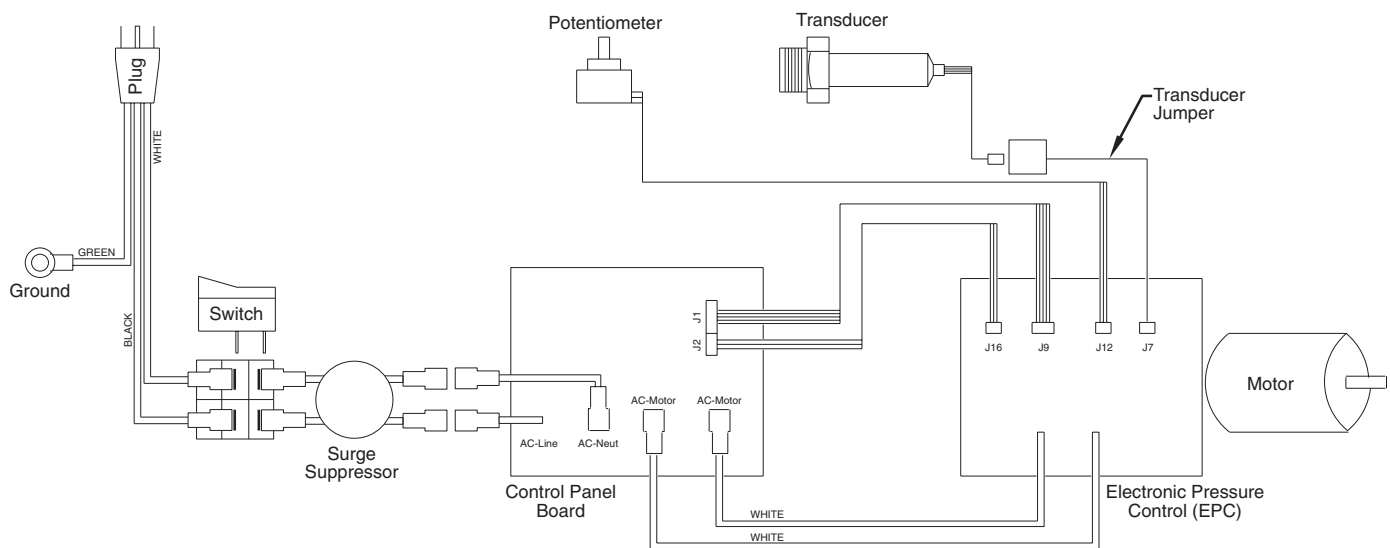 Potentiometer
Transducer
Plug
WHITE
Transducer
Jumper
GREEN
Ground
Switch
BLACK
J1
J2
J16
J9
J12
J7
Motor
AC-Motor
AC-Motor
AC-Line
AC-Neut
Surge
Suppressor
Control Panel
Board
Electronic Pressure
Control (EPC)
WHITE
WHITE